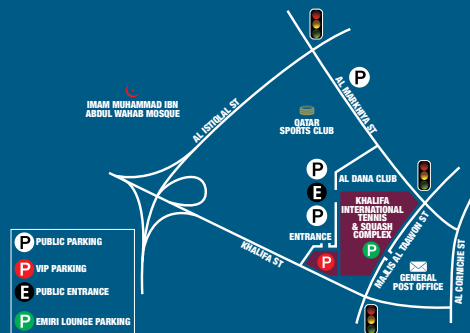 P
AL MARKHIYA ST
IMAM MUHAMMAD IBN
ABDUL WAHAB MOSQUE
AL ISTIQLAL ST
QATAR
SPORTS CLUB
P
E
P
AL DANA CLUB
ENTRANCE
KHALIFA
INTERNATIONAL
TENNIS
& SQUASH
COMPLEX
P
P
KHALIFA ST
MAJLIS AL TAAWON ST
GENERAL
POST OFFICE
AL CORNICHE ST
P PUBLIC PARKING
P VIP PARKING
E PUBLIC ENTRANCE
P EMIRI LOUNGE PARKING